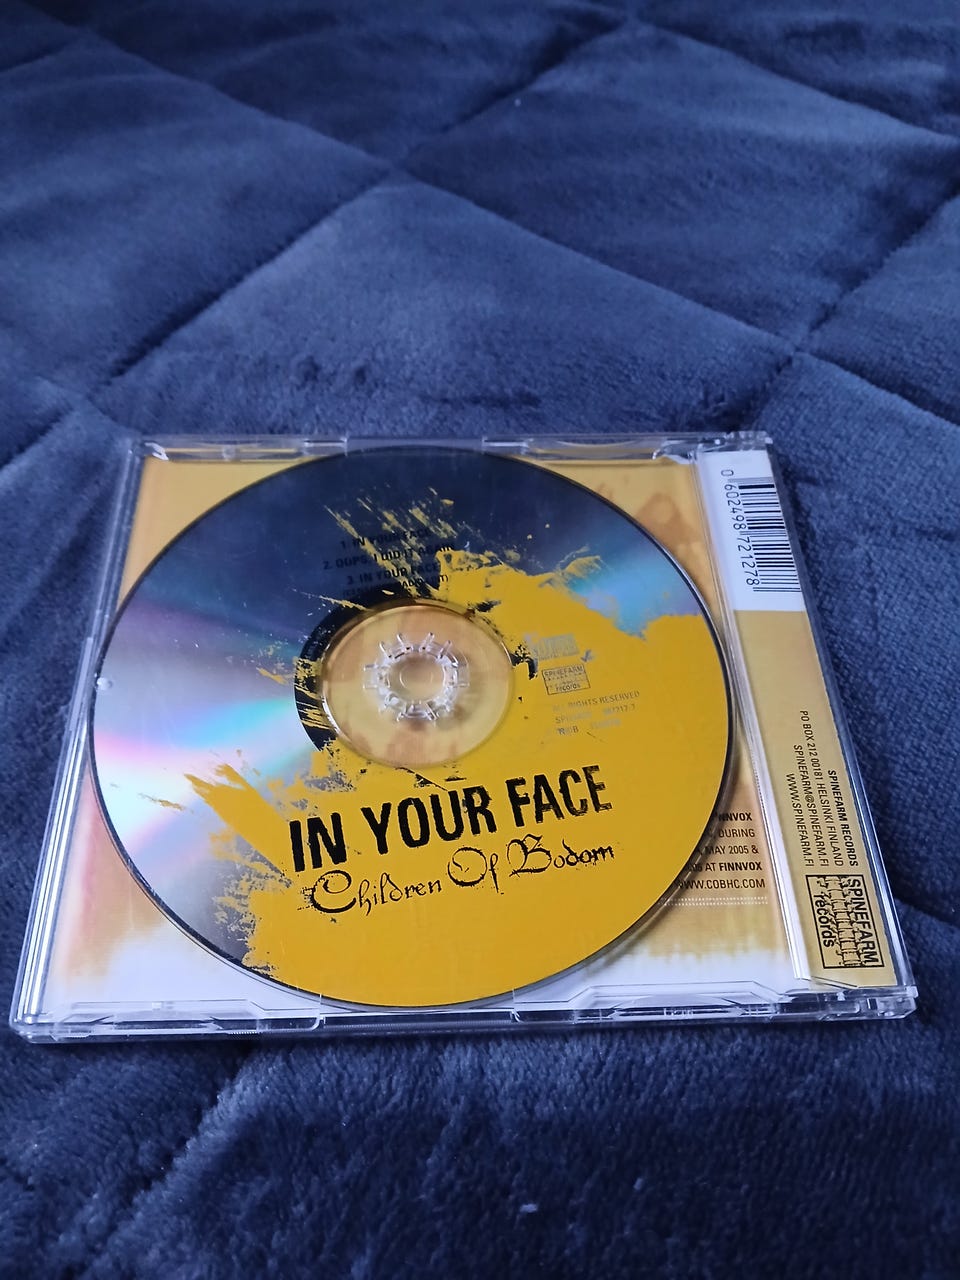 1. IN YOUR FACE
2. OOPS, I DID IT AGAIN
3. IN YOUR FACE
SPINEFARM
records
ALL RIGHTS RESERVED
IN YOUR FACE
Children Of Bodom
FINNVOX
DURING
MAY 2005 &
AT FINNVOX
WWW.COBHC.COM
0 602498 721278
SPINEFARM RECORDS
PO BOX 212 00181 HELSINKI FINLAND
SPINEFARM@SPINEFARM.FI
WWW.SPINEFARM.FI
SPINEFARM
records